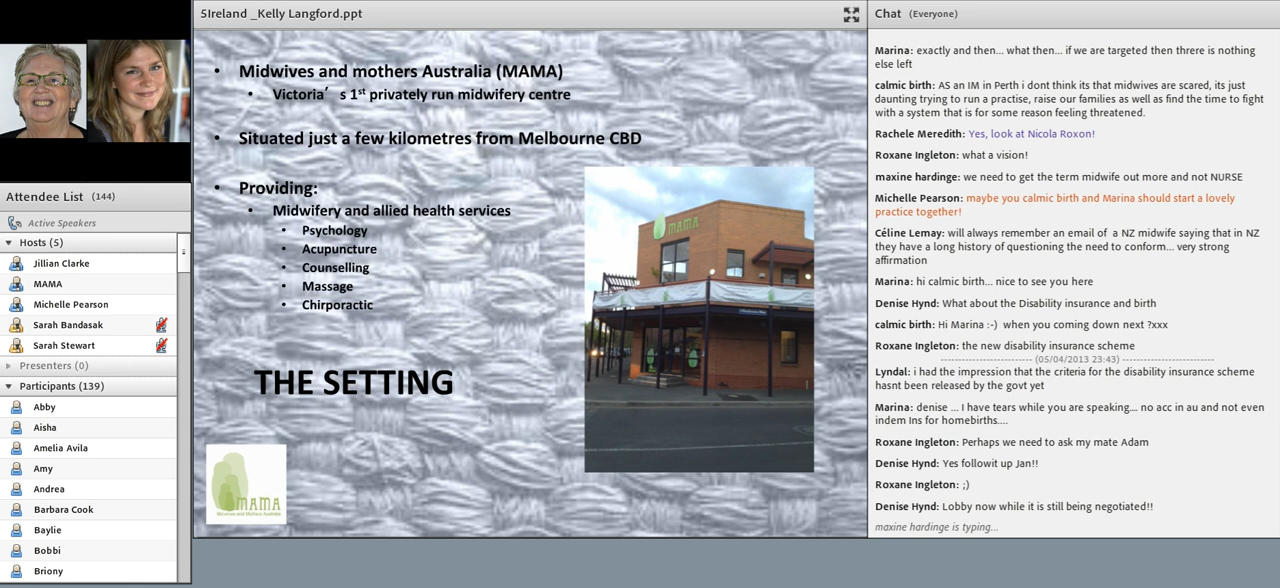 5Ireland _Kelly Langford.ppt
Attendee List (144)
Active Speakers
Hosts (5)
Jillian Clarke
MAMA
Michelle Pearson
Sarah Bandasak
Sarah Stewart
Presenters (0)
Participants (139)
Abby
Aisha
Amelia Avila
Amy
Andrea
Barbara Cook
Baylie
Bobbi
Briony
• Midwives and mothers Australia (MAMA)
• Victoria' s 1st privately run midwifery centre
• Situated just a few kilometres from Melbourne CBD
• Providing:
• Midwifery and allied health services
• Psychology
• Acupuncture
• Counselling
• Massage
• Chirporactic
THE SETTING
MAMA
MAMA
Midwives and Mothers Australia
Chat (Everyone)
Marina: exactly and then... what then... if we are targeted then threre is nothing
else left
calmic birth: AS an IM in Perth i dont think its that midwives are scared, its just
daunting trying to run a practise, raise our families as well as find the time to fight
with a system that is for some reason feeling threatened.
Rachele Meredith: Yes, look at Nicola Roxon!
Roxane Ingleton: what a vision!
maxine hardinge: we need to get the term midwife out more and not NURSE
Michelle Pearson: maybe you calmic birth and Marina should start a lovely
practice together!
Céline Lemay: will always remember an email of a NZ midwife saying that in NZ
they have a long history of questioning the need to conform... very strong
affirmation
Marina: hi calmic birth... nice to see you here
Denise Hynd: What about the Disability insurance and birth
calmic birth: Hi Marina :-) when you coming down next ?xxx
Roxane Ingleton: the new disability insurance scheme
(05/04/2013 23:43)
Lyndal: i had the impression that the criteria for the disability insurance scheme
hasnt been released by the govt yet
Marina: denise ... I have tears while you are speaking... no acc in au and not even
indem Ins for homebirths....
Roxane Ingleton: Perhaps we need to ask my mate Adam
Denise Hynd: Yes followit up Jan!!
Roxane Ingleton: ;)
Denise Hynd: Lobby now while it is still being negotiated!!
maxine hardinge is typing...